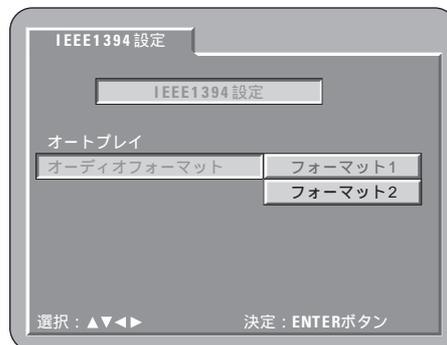 IEEE1394設定
IEEE1394設定
オートプレイ
オーディオフォーマット フォーマット1
フォーマット2
選択：▲▼◀▶ 決定：ENTERボタン